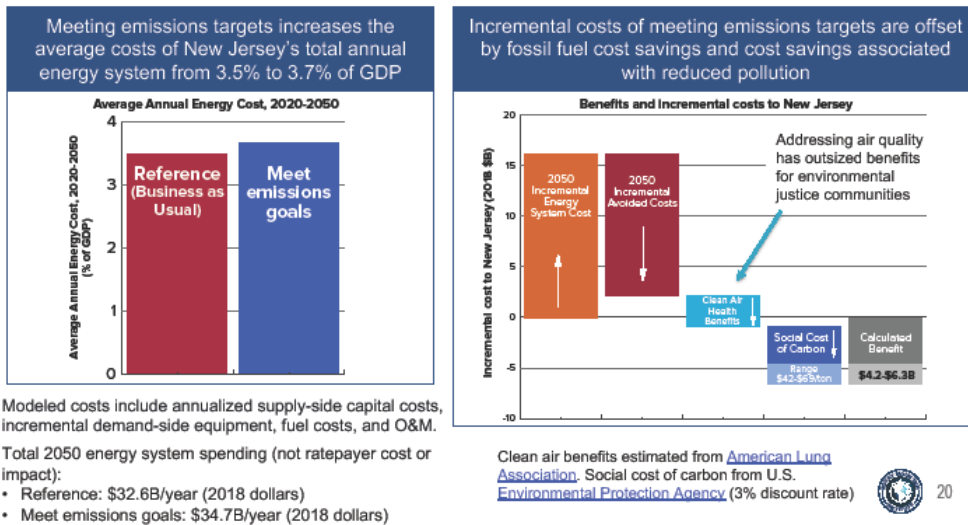 Meeting emissions targets increases the
average costs of New Jersey's total annual
energy system from 3.5% to 3.7% of GDP
Average Annual Energy Cost, 2020-2050
Average Annual Energy Cost, 2020-2050
(% of GDP)
4
3
2
1
0
Reference
(Business as
Usual)
Meet
emissions
goals
Modeled costs include annualized supply-side capital costs,
incremental demand-side equipment, fuel costs, and O&M.
Total 2050 energy system spending (not ratepayer cost or
impact):
• Reference: $32.6B/year (2018 dollars)
• Meet emissions goals: $34.7B/year (2018 dollars)
Incremental costs of meeting emissions targets are offset
by fossil fuel cost savings and cost savings associated
with reduced pollution
Benefits and incremental costs to New Jersey
Incremental cost to New Jersey (2018 $B)
20
15
10
5
0
-5
-10
2050
Incremental
Energy
System Cost
2050
Incremental
Avoided Costs
Addressing air quality
has outsized benefits
for environmental
justice communities
Clean Air
Health
Benefits
Social Cost
of Carbon
Range
$42-$69/ton
Calculated
Benefit
$4.2-$6.3B
Clean air benefits estimated from American Lung
Association. Social cost of carbon from U.S.
Environmental Protection Agency (3% discount rate)
20